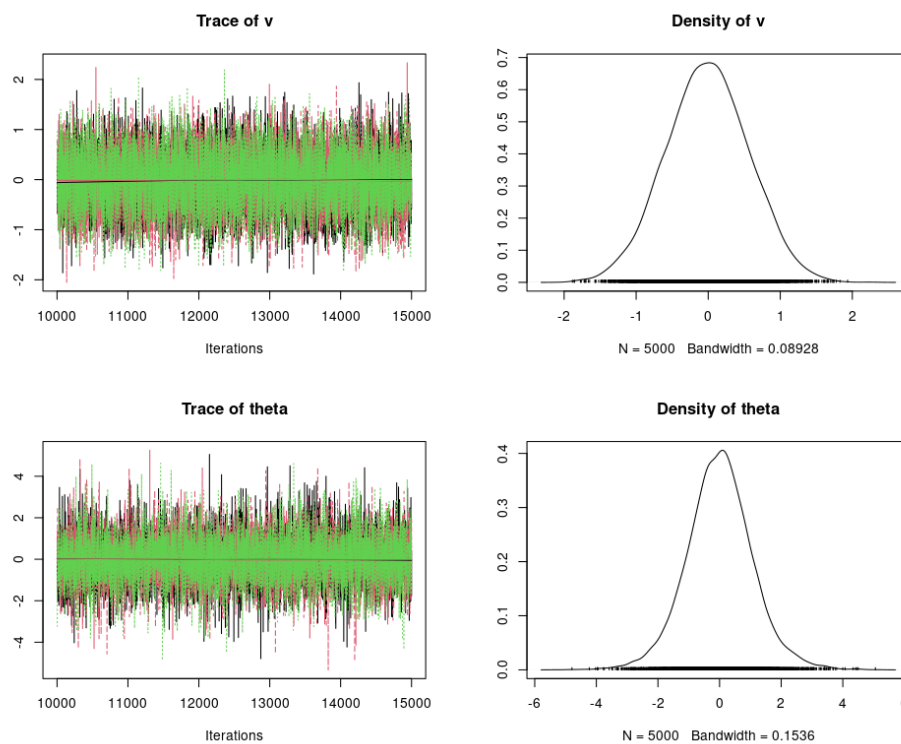 Trace of v
2
1
0
-1
-2
10000 11000 12000 13000 14000 15000
Iterations
Density of v
0.7
0.6
0.5
0.4
0.3
0.2
0.1
0.0
-2 -1 0 1 2
N = 5000 Bandwidth = 0.08928
Trace of theta
4
2
0
-2
-4
10000 11000 12000 13000 14000 15000
Iterations
Density of theta
0.4
0.3
0.2
0.1
0.0
-6 -4 -2 0 2 4
N = 5000 Bandwidth = 0.1536